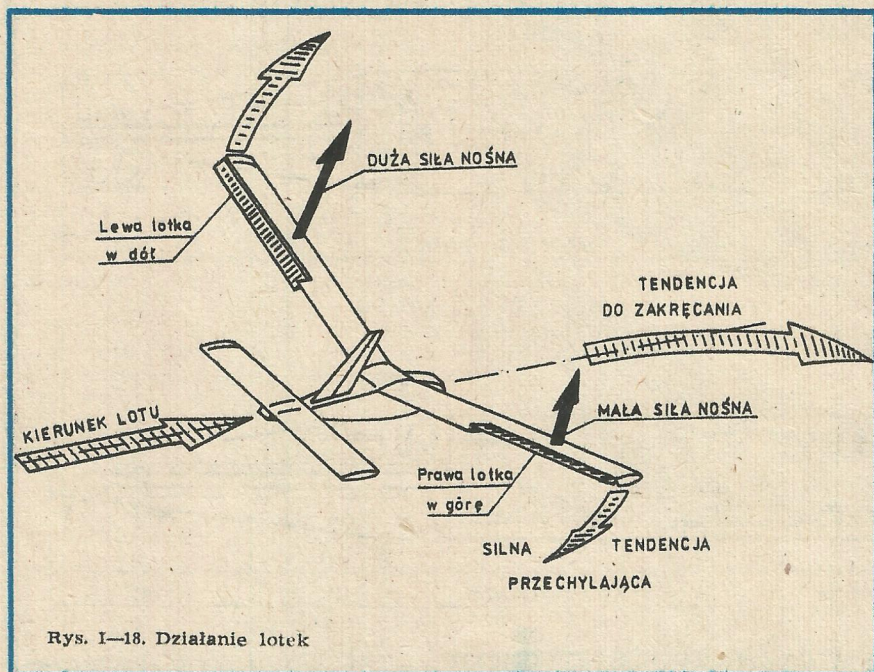 DUŻA SIŁA NOŚNA
Lewa lotka
w dół
TENDENCJA
DO ZAKRĘCANIA
KIERUNEK LOTU
MAŁA SIŁA NOŚNA
Prawa lotka
w górę
SILNA TENDENCJA
PRZECHYLAJĄCA
Rys. I—18. Działanie lotek